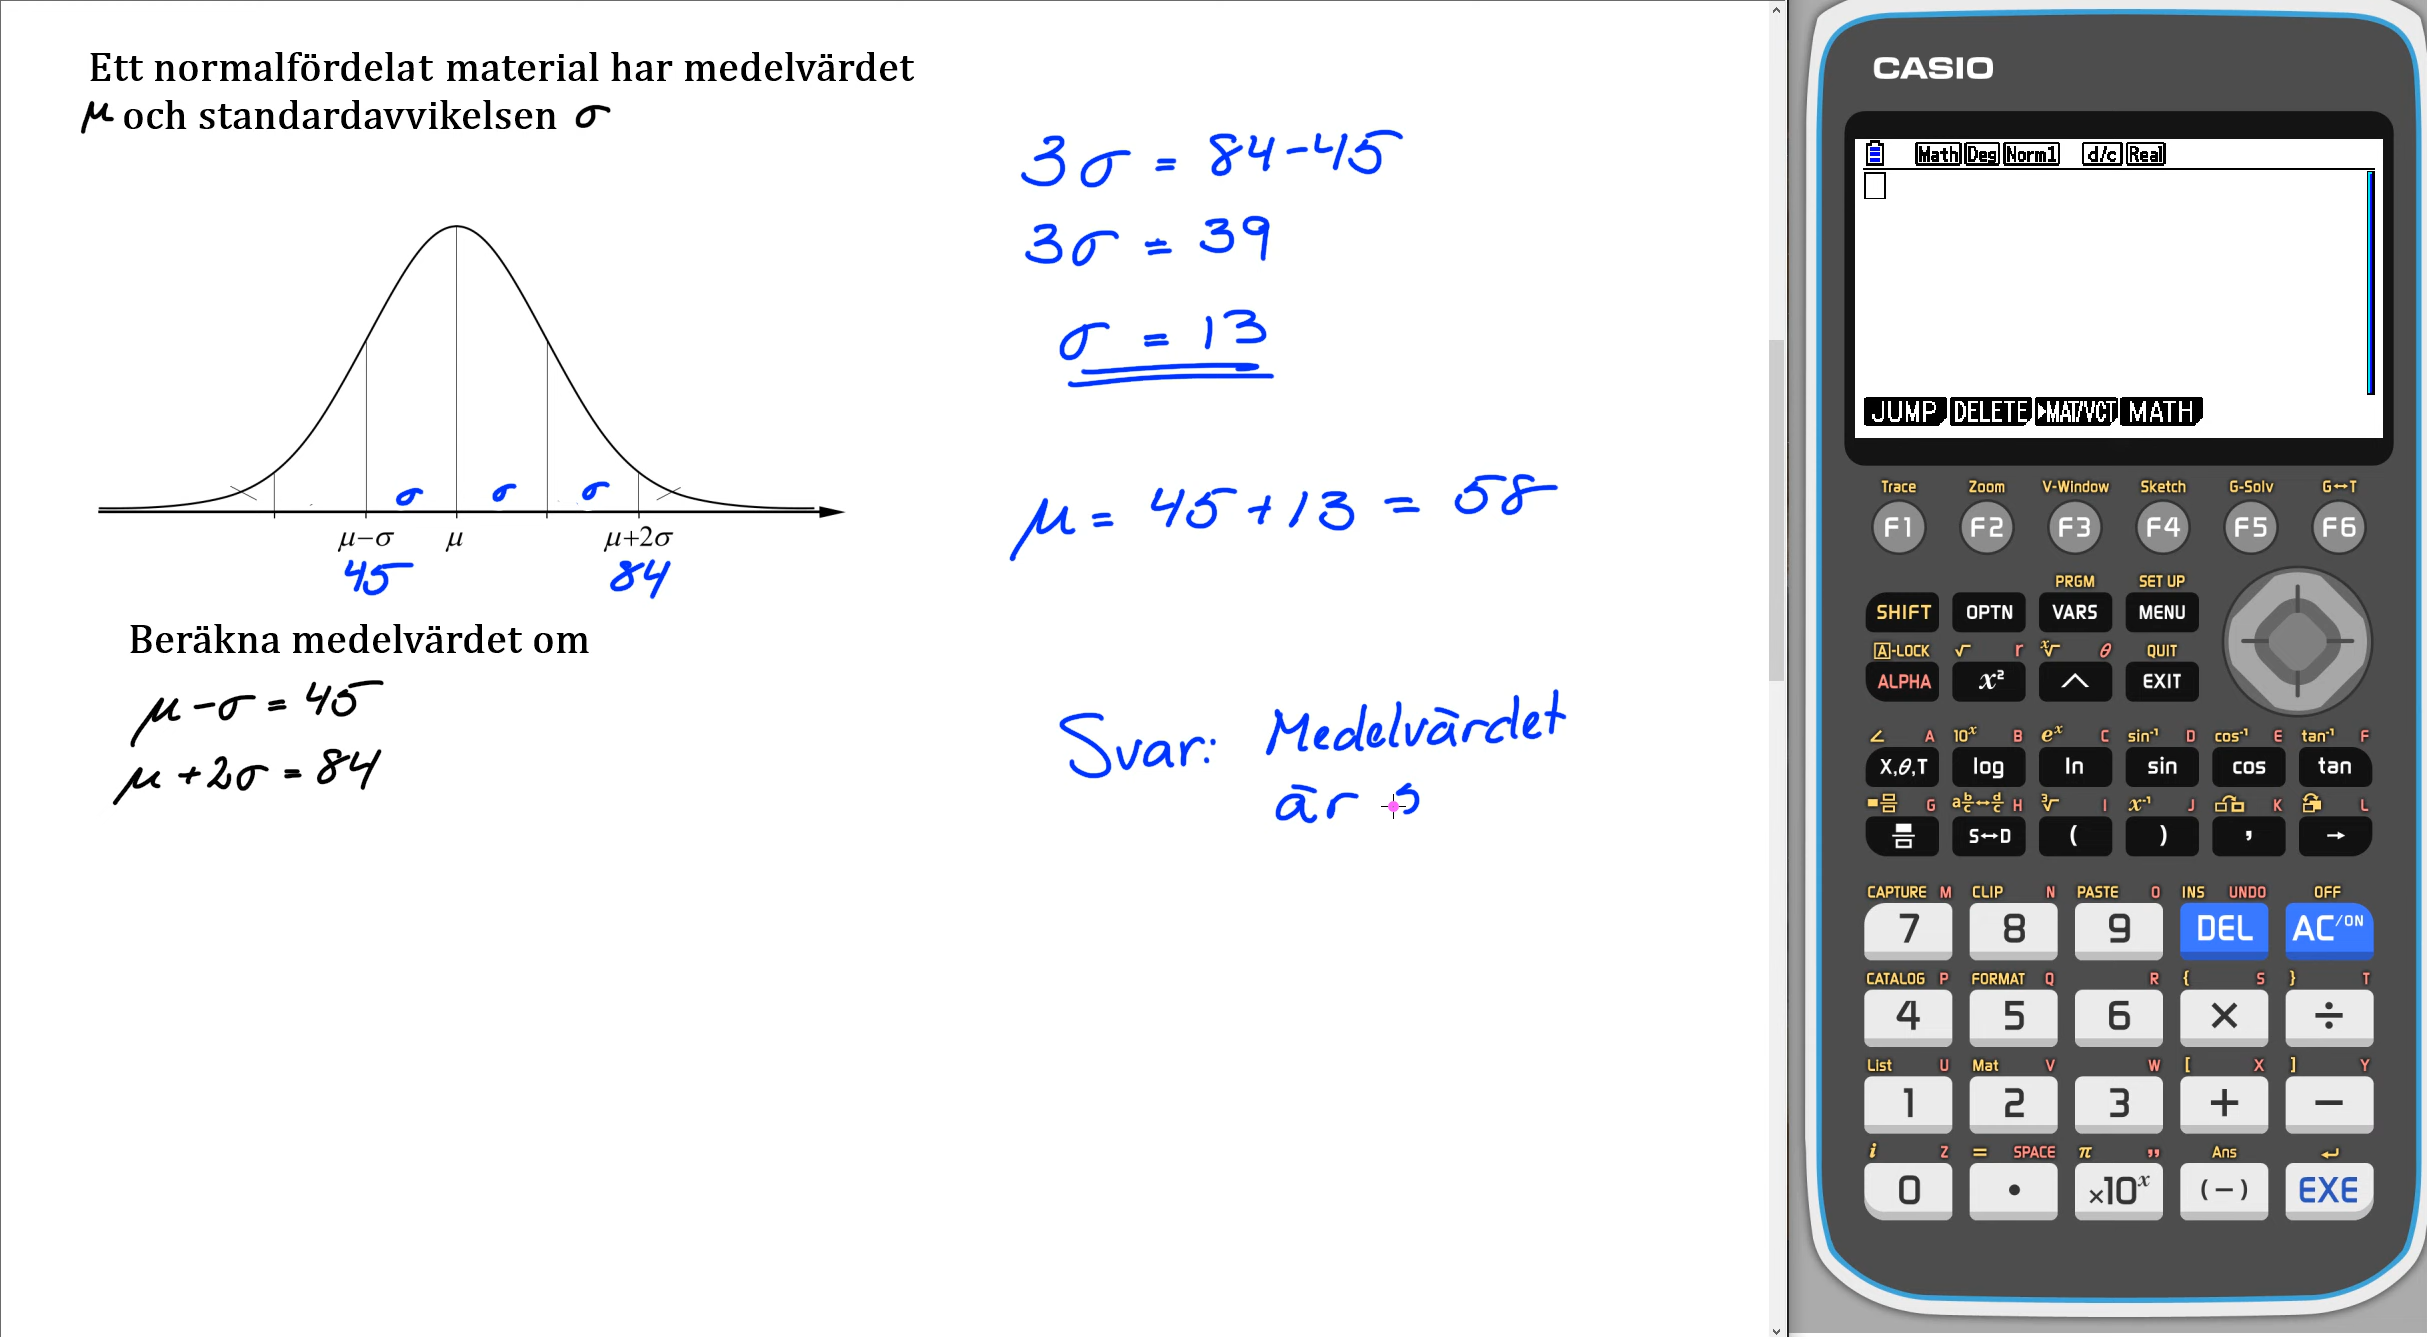 Ett normalfördelat material har medelvärdet
μ och standardavvikelsen σ
σ σ σ
μ−σ μ μ+2σ
45 84
Beräkna medelvärdet om
μ − σ = 45
μ + 2σ = 84
3σ = 84 − 45
3σ = 39
σ = 13
μ = 45 + 13 = 58
Svar: Medelvärdet
är 5
CASIO
Math Deg Norm1 d/c Real
JUMP DELETE ▶MAT/VCT MATH
Trace Zoom V-Window Sketch G-Solv G↔T
F1 F2 F3 F4 F5 F6
PRGM SET UP
SHIFT OPTN VARS MENU
A-LOCK √ r ˣ√ θ QUIT
ALPHA x² ^ EXIT
∠ A 10ˣ B eˣ C sin⁻¹ D cos⁻¹ E tan⁻¹ F
X,θ,T log ln sin cos tan
G a b/c↔d/c H ³√ I x⁻¹ J K L
S↔D ( ) , →
CAPTURE M CLIP N PASTE O INS UNDO OFF
7 8 9 DEL AC/ON
CATALOG P FORMAT Q R { S } T
4 5 6 × ÷
List U Mat V W [ X ] Y
1 2 3 + −
i Z = SPACE π " Ans ↵
0 • ×10ˣ (−) EXE